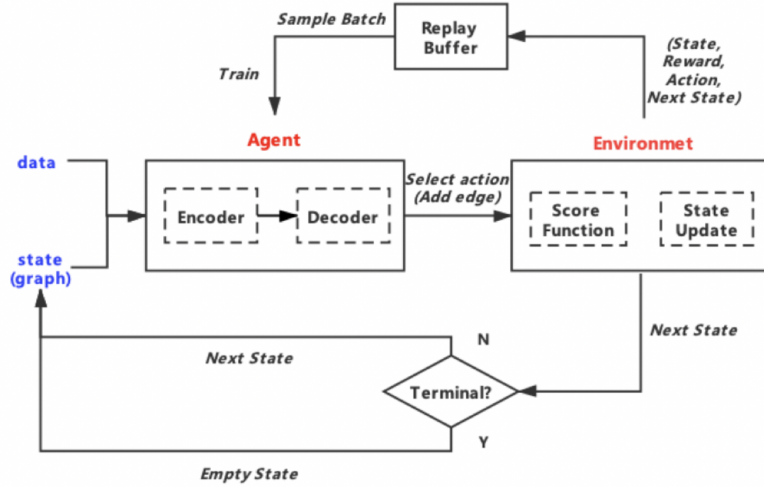 Sample Batch
Replay
Buffer
(State,
Reward,
Action,
Next State)
Train
Agent
Environmet
data
Select action
(Add edge)
Encoder
Decoder
Score
Function
State
Update
state
(graph)
N
Next State
Next State
Terminal?
Y
Empty State